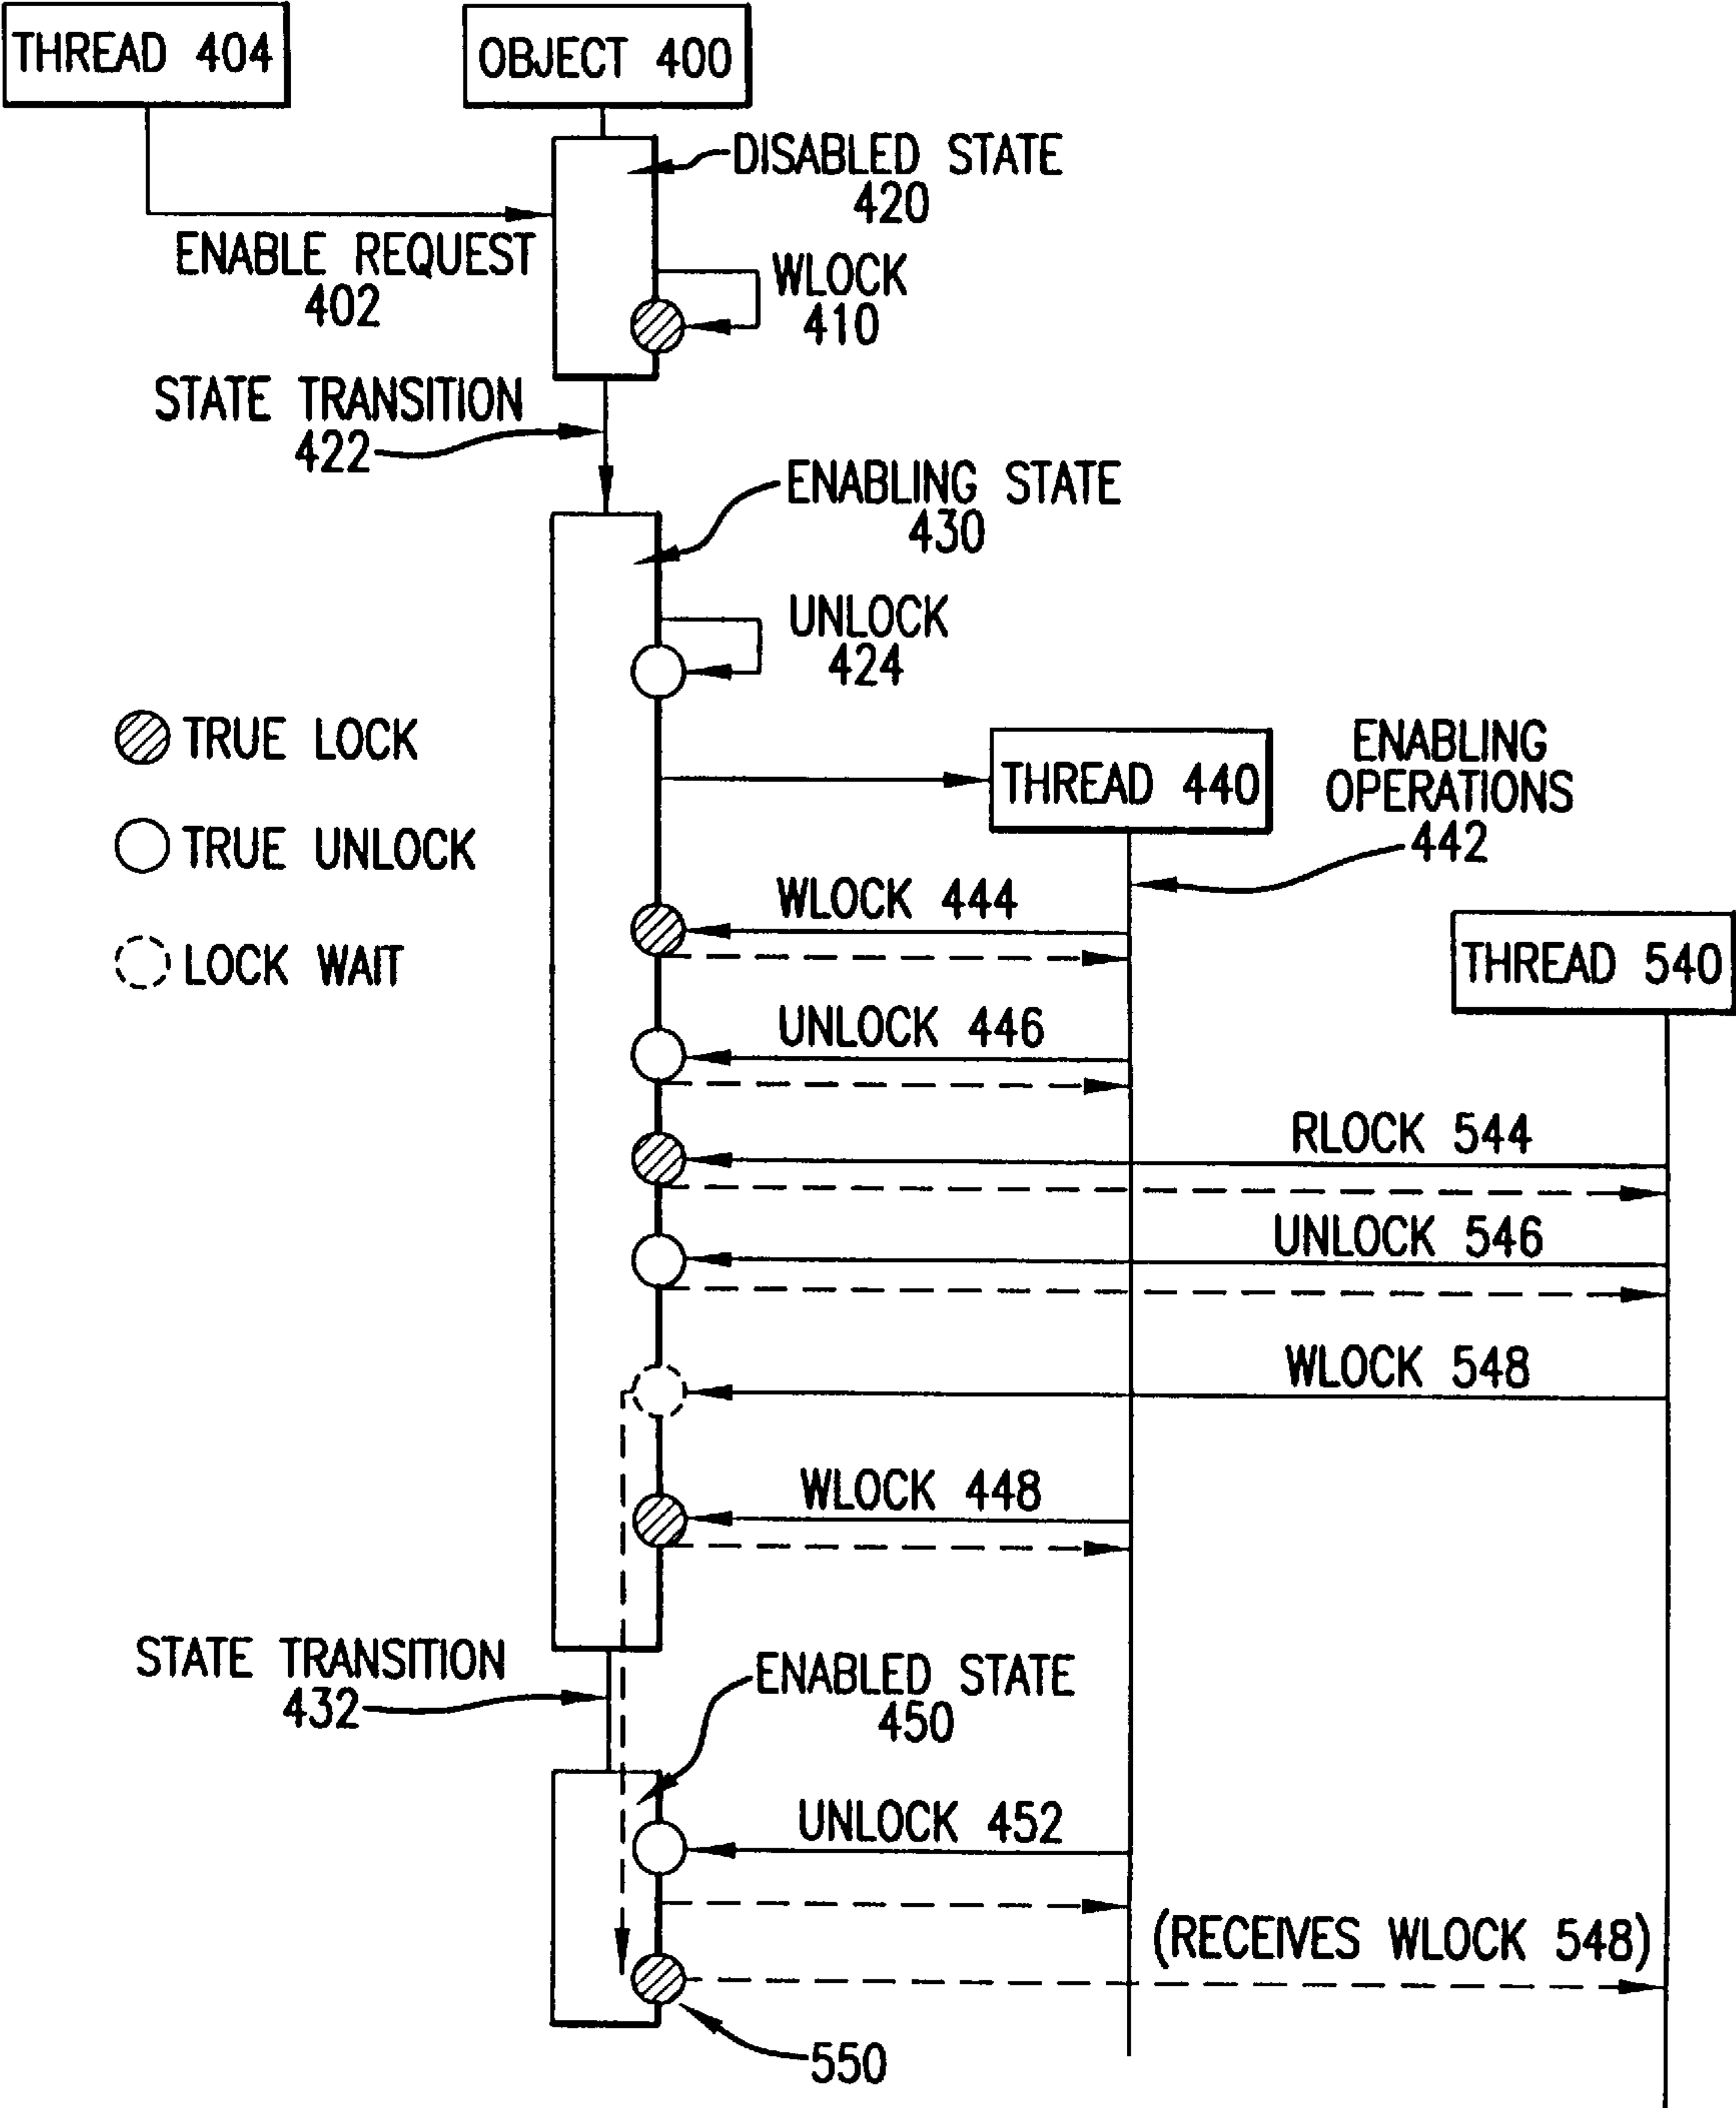 THREAD 404
OBJECT 400
DISABLED STATE
420
ENABLE REQUEST
402
WLOCK
410
STATE TRANSITION
422
ENABLING STATE
430
UNLOCK
424
TRUE LOCK
TRUE UNLOCK
LOCK WAIT
THREAD 440
ENABLING
OPERATIONS
442
WLOCK 444
THREAD 540
UNLOCK 446
RLOCK 544
UNLOCK 546
WLOCK 548
WLOCK 448
STATE TRANSITION
432
ENABLED STATE
450
UNLOCK 452
(RECEIVES WLOCK 548)
550